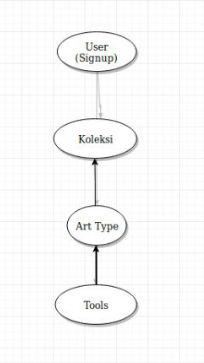 User
(Signup)
Koleksi
Art Type
Tools